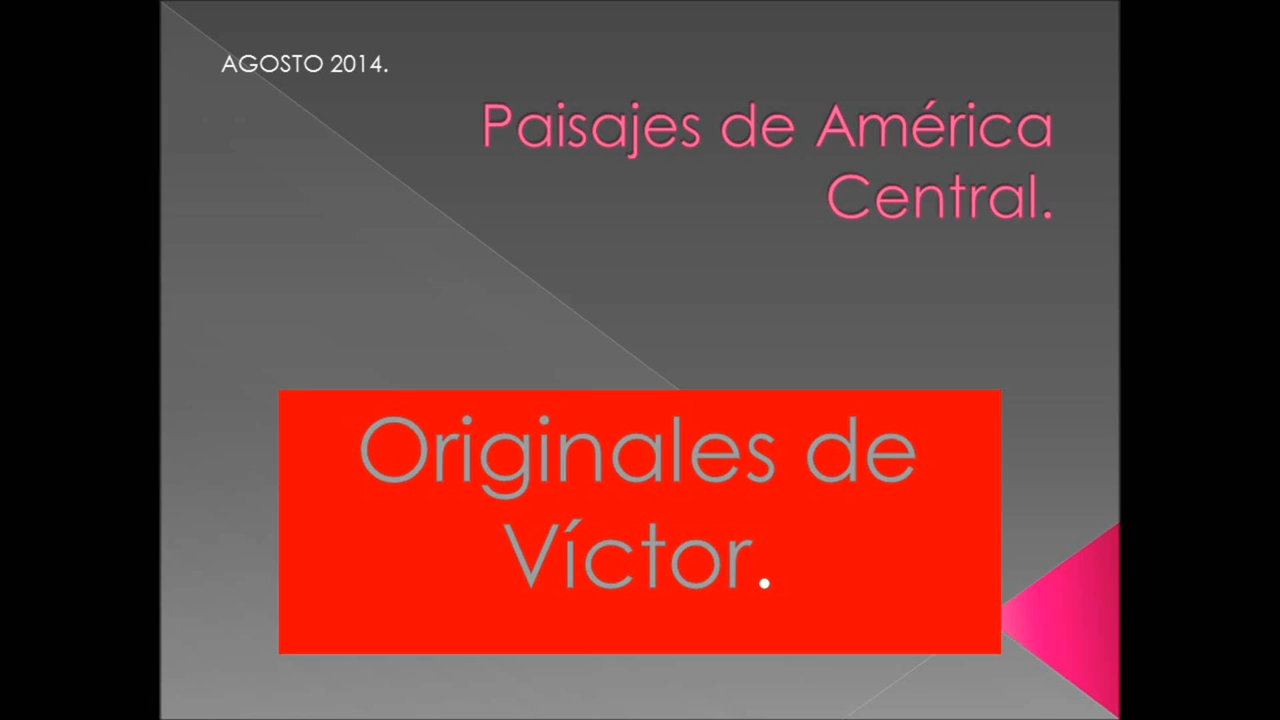 AGOSTO 2014.
Paisajes de América
Central.
Originales de
Víctor.